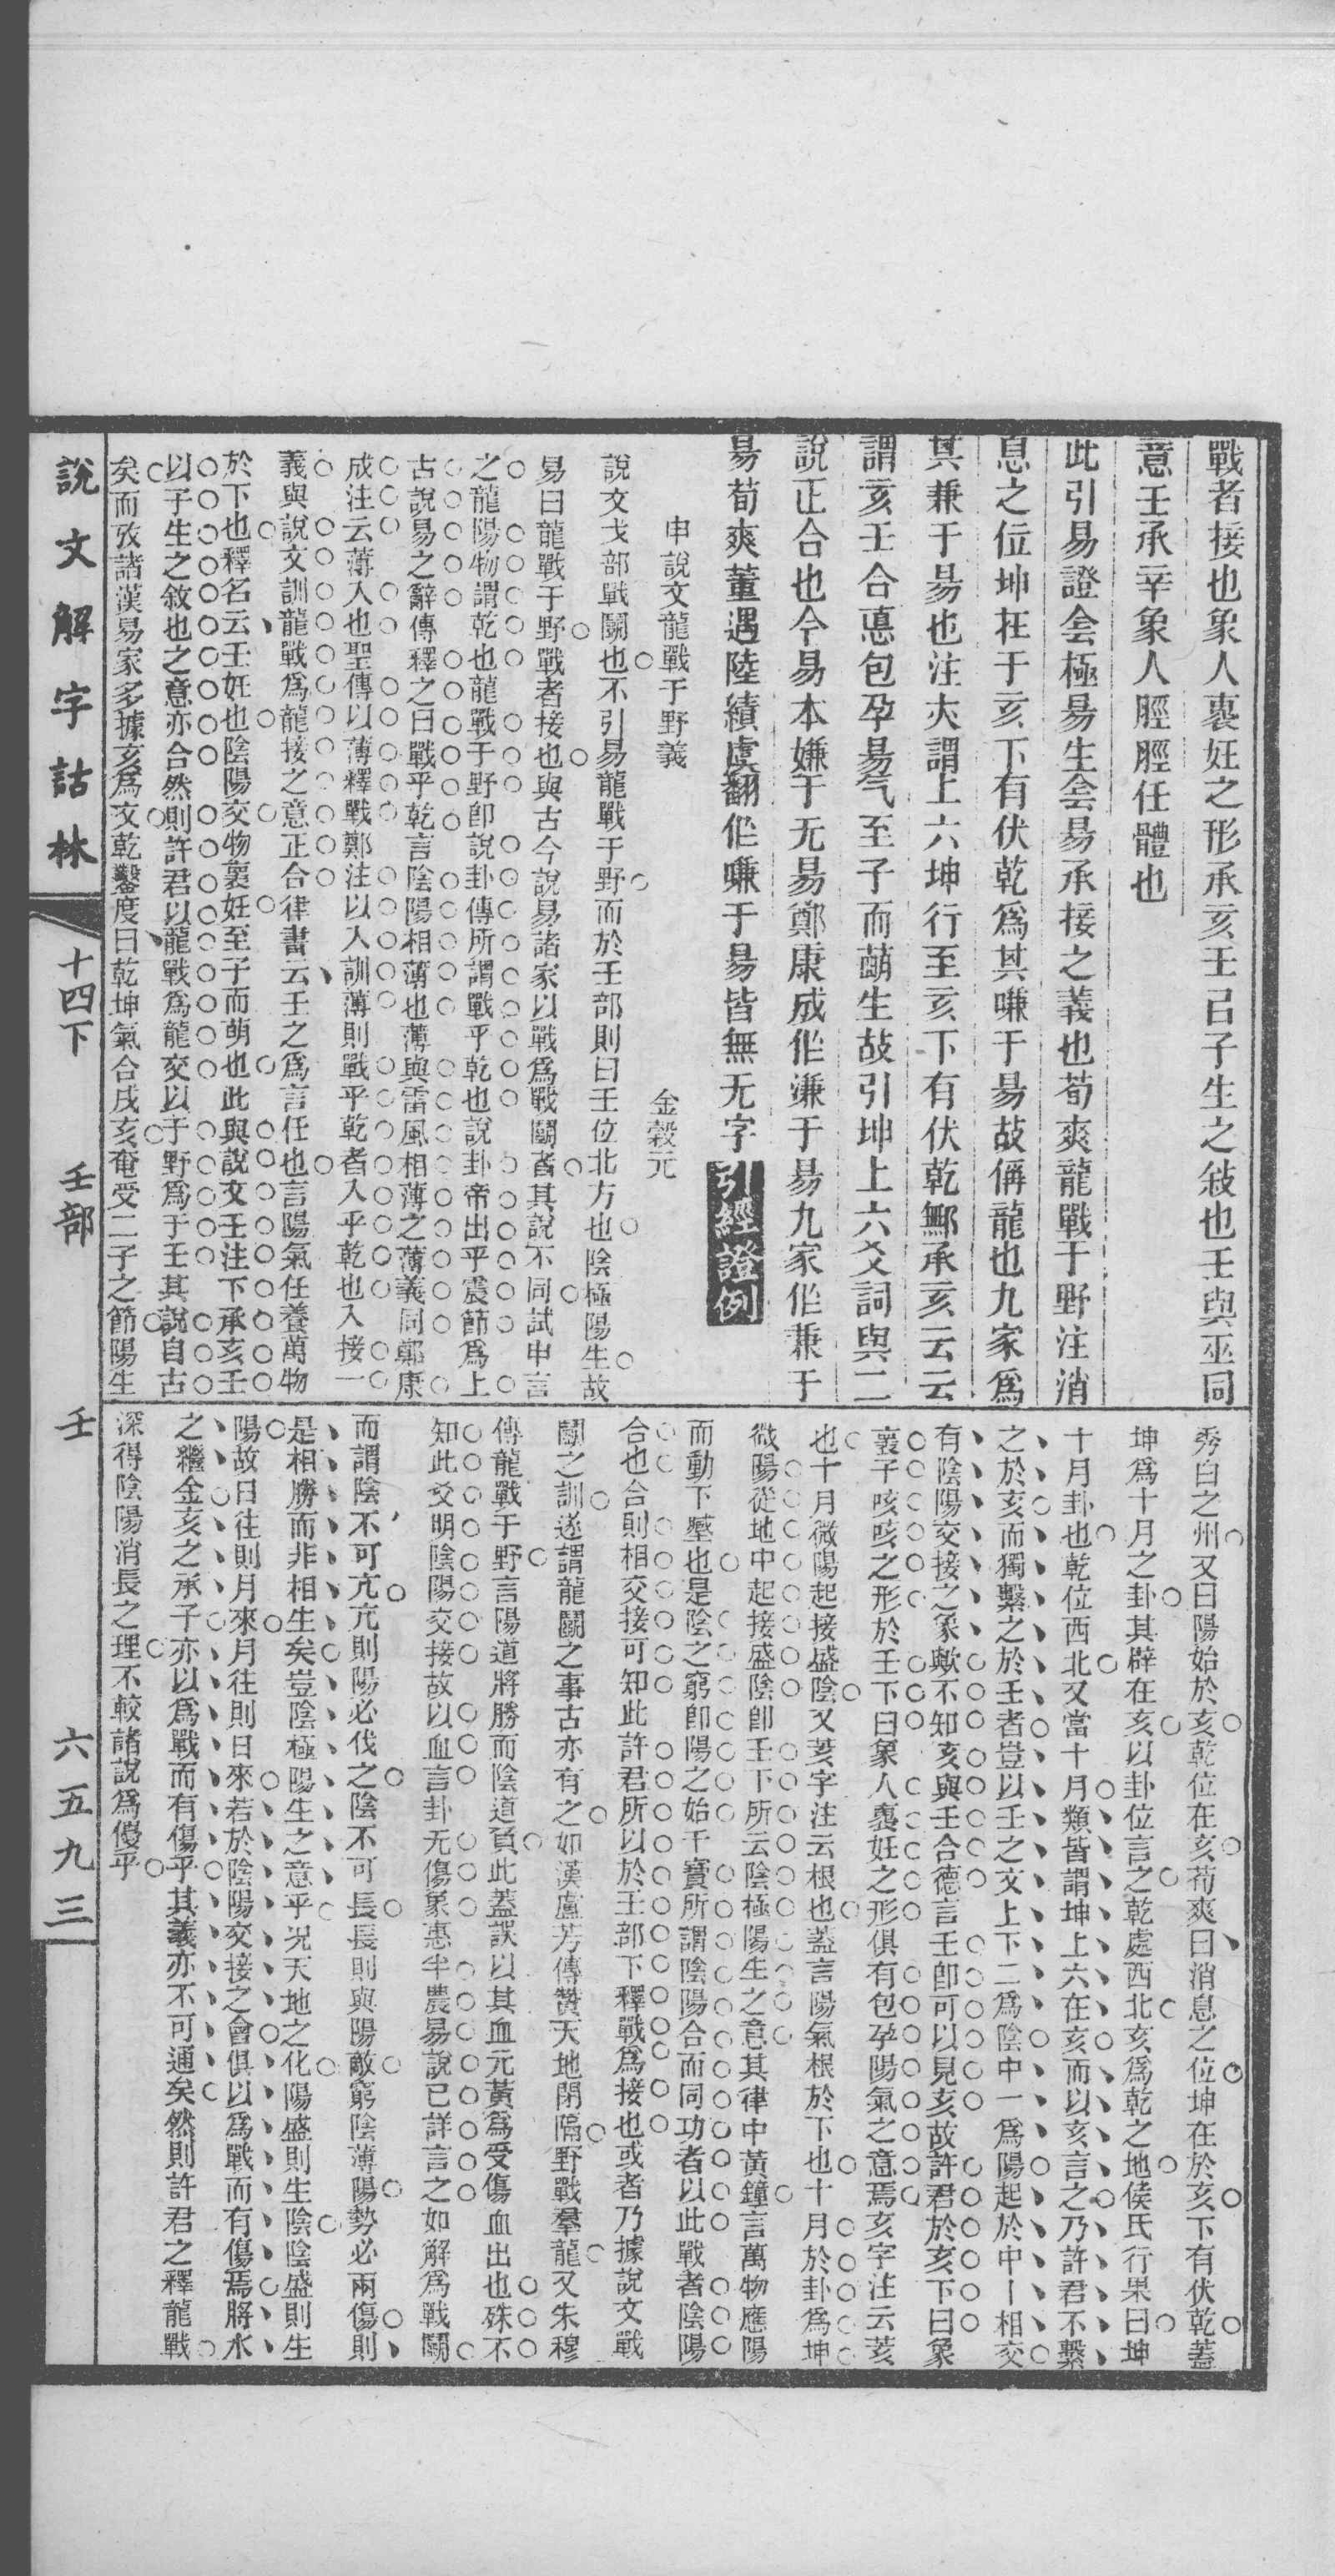 戰者接也象人褢妊之形承亥壬㠯子生之敍也壬與巫同
意壬承辛象人脛脛任體也
此引易證侌極昜生侌昜承接之義也荀爽龍戰于野注消
息之位坤在于亥下有伏乾爲其嗛于昜故偁龍也九家爲
其兼于昜也注夫謂上六坤行至亥下有伏乾鄦承亥云云
謂亥壬合悳包孕昜气至子而萌生故引坤上六爻詞與二
說正合也今易本嫌于无昜鄭康成作溓于昜九家作兼于
昜荀爽董遇陸績虞翻作嗛于昜皆無无字引經證例
申說文龍戰于野義 金穀元
說文戈部戰鬭也不引易龍戰于野而於壬部則曰壬位北方也陰極陽生故
易曰龍戰于野戰者接也與古今說易諸家以戰爲戰鬭者其說不同試申言
之龍陽物謂乾也龍戰于野卽說卦傳所謂戰乎乾也說卦帝出乎震節爲上
古說易之辭傳釋之曰戰乎乾言陰陽相薄也薄與雷風相薄之薄義同鄭康
成注云薄入也聖傳以薄釋戰鄭注以入訓薄則戰乎乾者入乎乾也入接一
義與說文訓龍戰爲龍接之意正合律書云壬之爲言任也言陽氣任養萬物
於下也釋名云壬妊也陰陽交物褢妊至子而萌也此與說文壬注下承亥壬
以子生之敘也之意亦合然則許君以龍戰爲龍交以于野爲于壬其說自古
矣而攷諸漢易家多據亥爲文乾鑿度曰乾坤氣合戌亥奄受二子之節陽生
秀白之州又曰陽始於亥乾位在亥荀爽曰消息之位坤在於亥下有伏乾蓋
坤爲十月之卦其辟在亥以卦位言之乾處西北亥爲乾之地侯氏行果曰坤
十月卦也乾位西北又當十月類皆謂坤上六在亥而以亥言之乃許君不繫
之於亥而獨繫之於壬者豈以壬之文上下二爲陰中一爲陽起於中丨相交
有陰陽交接之象歟不知亥與壬合德言壬卽可以見亥故許君於亥下曰象
褢子咳咳之形於壬下曰象人褢妊之形俱有包孕陽氣之意焉亥字注云荄
也十月微陽起接盛陰又荄字注云根也蓋言陽氣根於下也十月於卦爲坤
微陽從地中起接盛陰卽壬下所云陰極陽生之意其律中黃鐘言萬物應陽
而動下壅也是陰之窮卽陽之始干寶所謂陰陽合而同功者以此戰者陰陽
合也合則相交接可知此許君所以於壬部下釋戰爲接也或者乃據說文戰
鬭之訓遂謂龍鬭之事古亦有之如漢盧芳傳贊天地閉隔野戰羣龍又朱穆
傳龍戰于野言陽道將勝而陰道負此蓋誤以其血元黃爲受傷血出也殊不
知此爻明陰陽交接故以血言卦无傷象惠半農易說已詳言之如解爲戰鬭
而謂陰不可亢亢則陽必伐之陰不可長長則與陽敵窮陰薄陽勢必兩傷則
是相勝而非相生矣豈陰極陽生之意乎況天地之化陽盛則生陰陰盛則生
陽故日往則月來月往則日來若於陰陽交接之會俱以爲戰而有傷焉將水
之繼金亥之承子亦以爲戰而有傷乎其義亦不可通矣然則許君之釋龍戰
深得陰陽消長之理不較諸說爲優乎
說文解字詁林 十四下 壬部 壬 六五九三